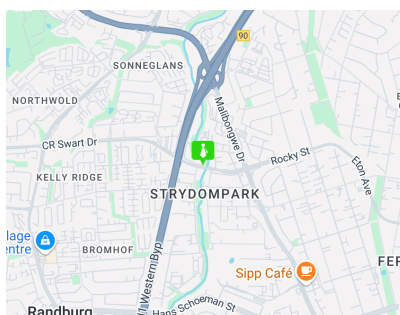 90
SONNEGLANS
NORTHWOLD
Malibongwe Dr
CR Swart Dr
Rocky St
Eton Ave
KELLY RIDGE
STRYDOMPARK
lage
entre
BROMHOF
Western Byp
FER
Sipp Café
Hans Schoeman St
Randburg